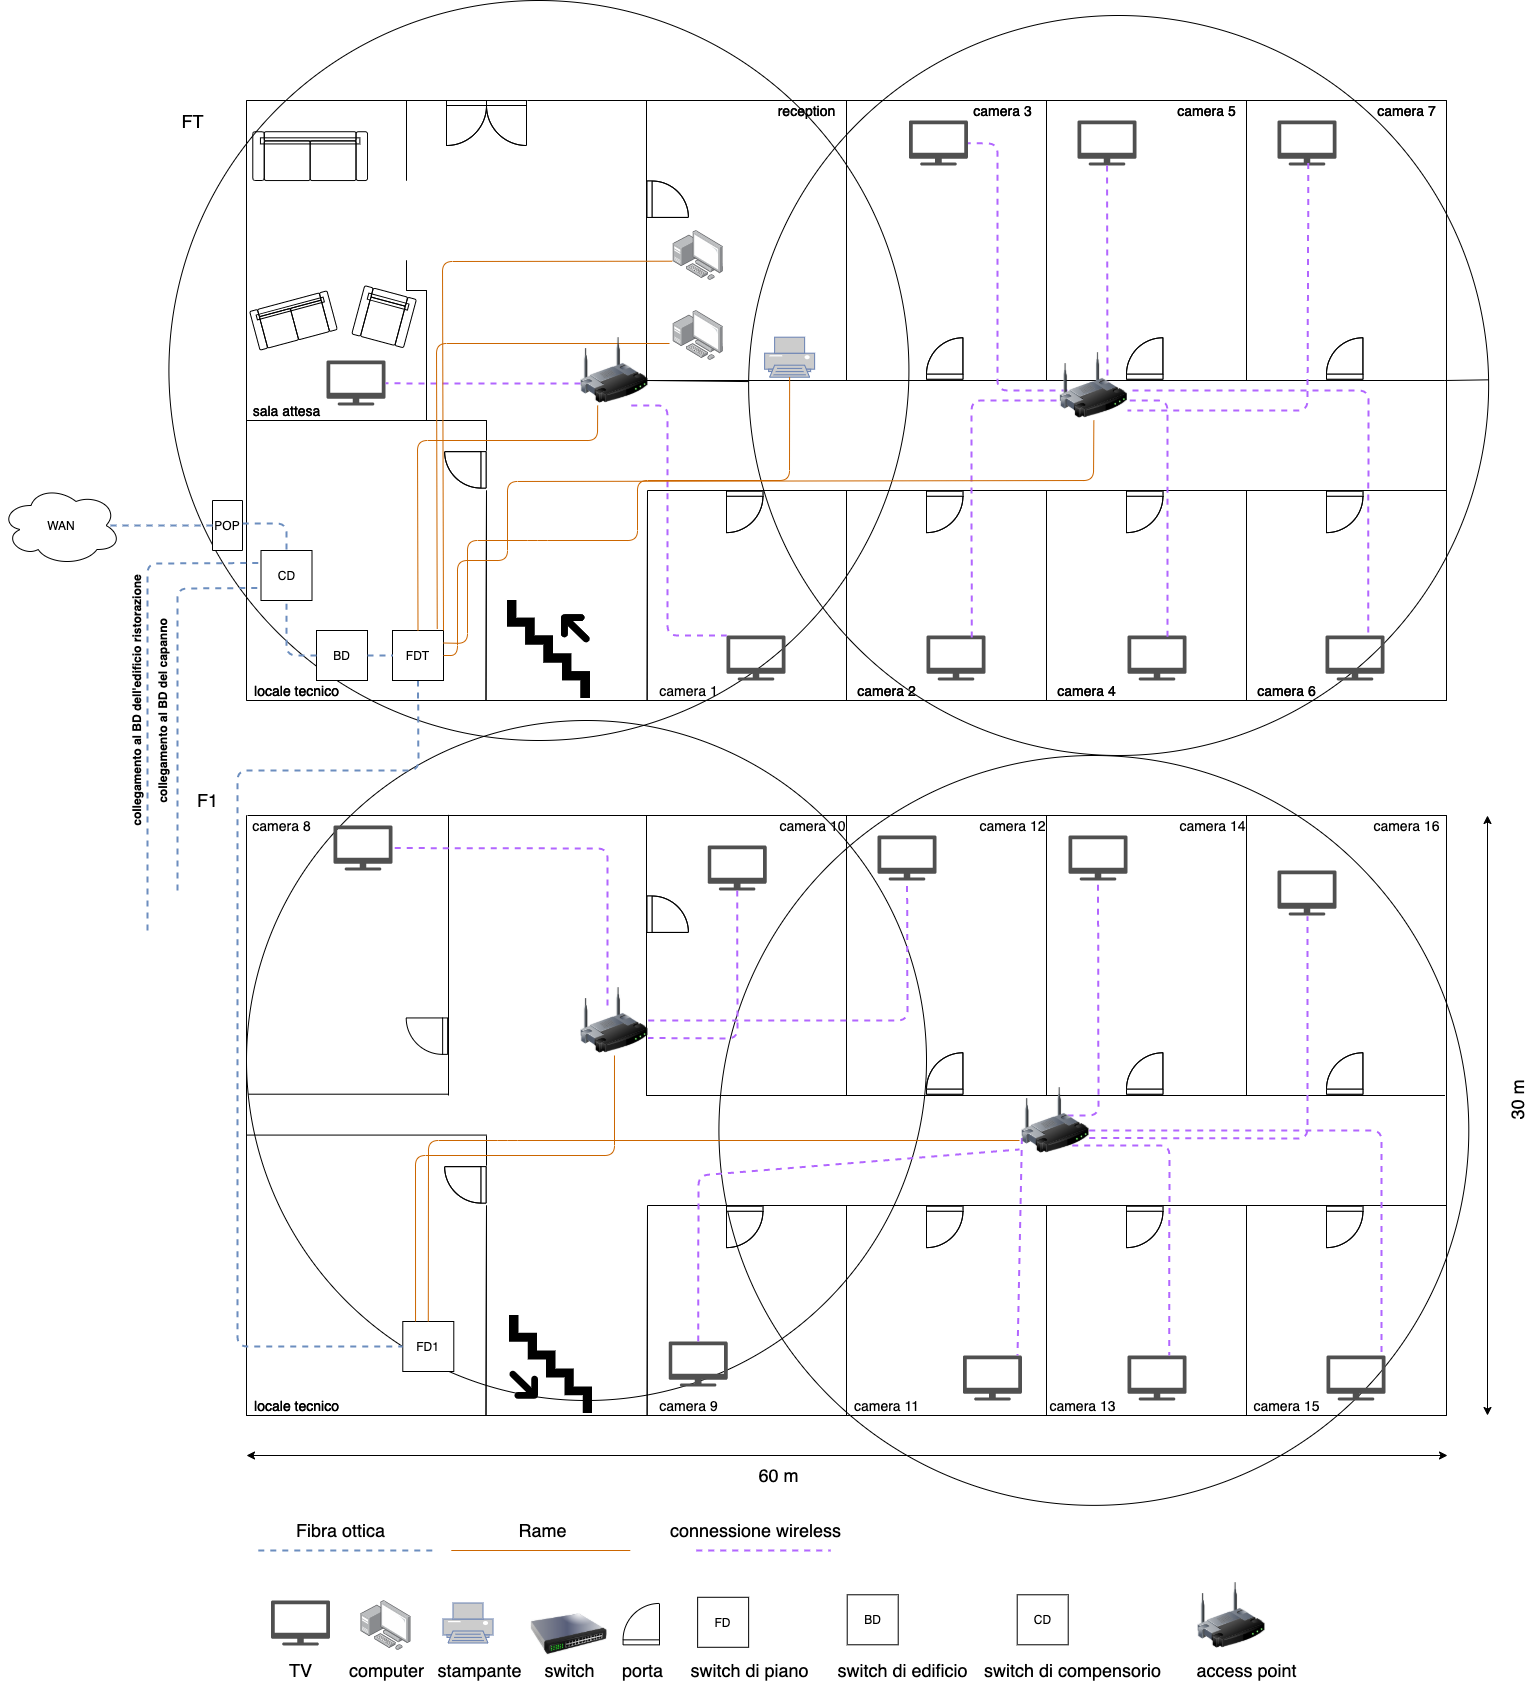 FT
reception
camera 3
camera 5
camera 7
sala attesa
WAN
POP
CD
BD
FDT
locale tecnico
camera 1
camera 2
camera 4
camera 6
collegamento al BD dell'edificio ristorazione
collegamento al BD del capanno
F1
camera 8
camera 10
camera 12
camera 14
camera 16
30 m
FD1
locale tecnico
camera 9
camera 11
camera 13
camera 15
60 m
Fibra ottica
Rame
connessione wireless
FD
BD
CD
TV
computer
stampante
switch
porta
switch di piano
switch di edificio
switch di compensorio
access point